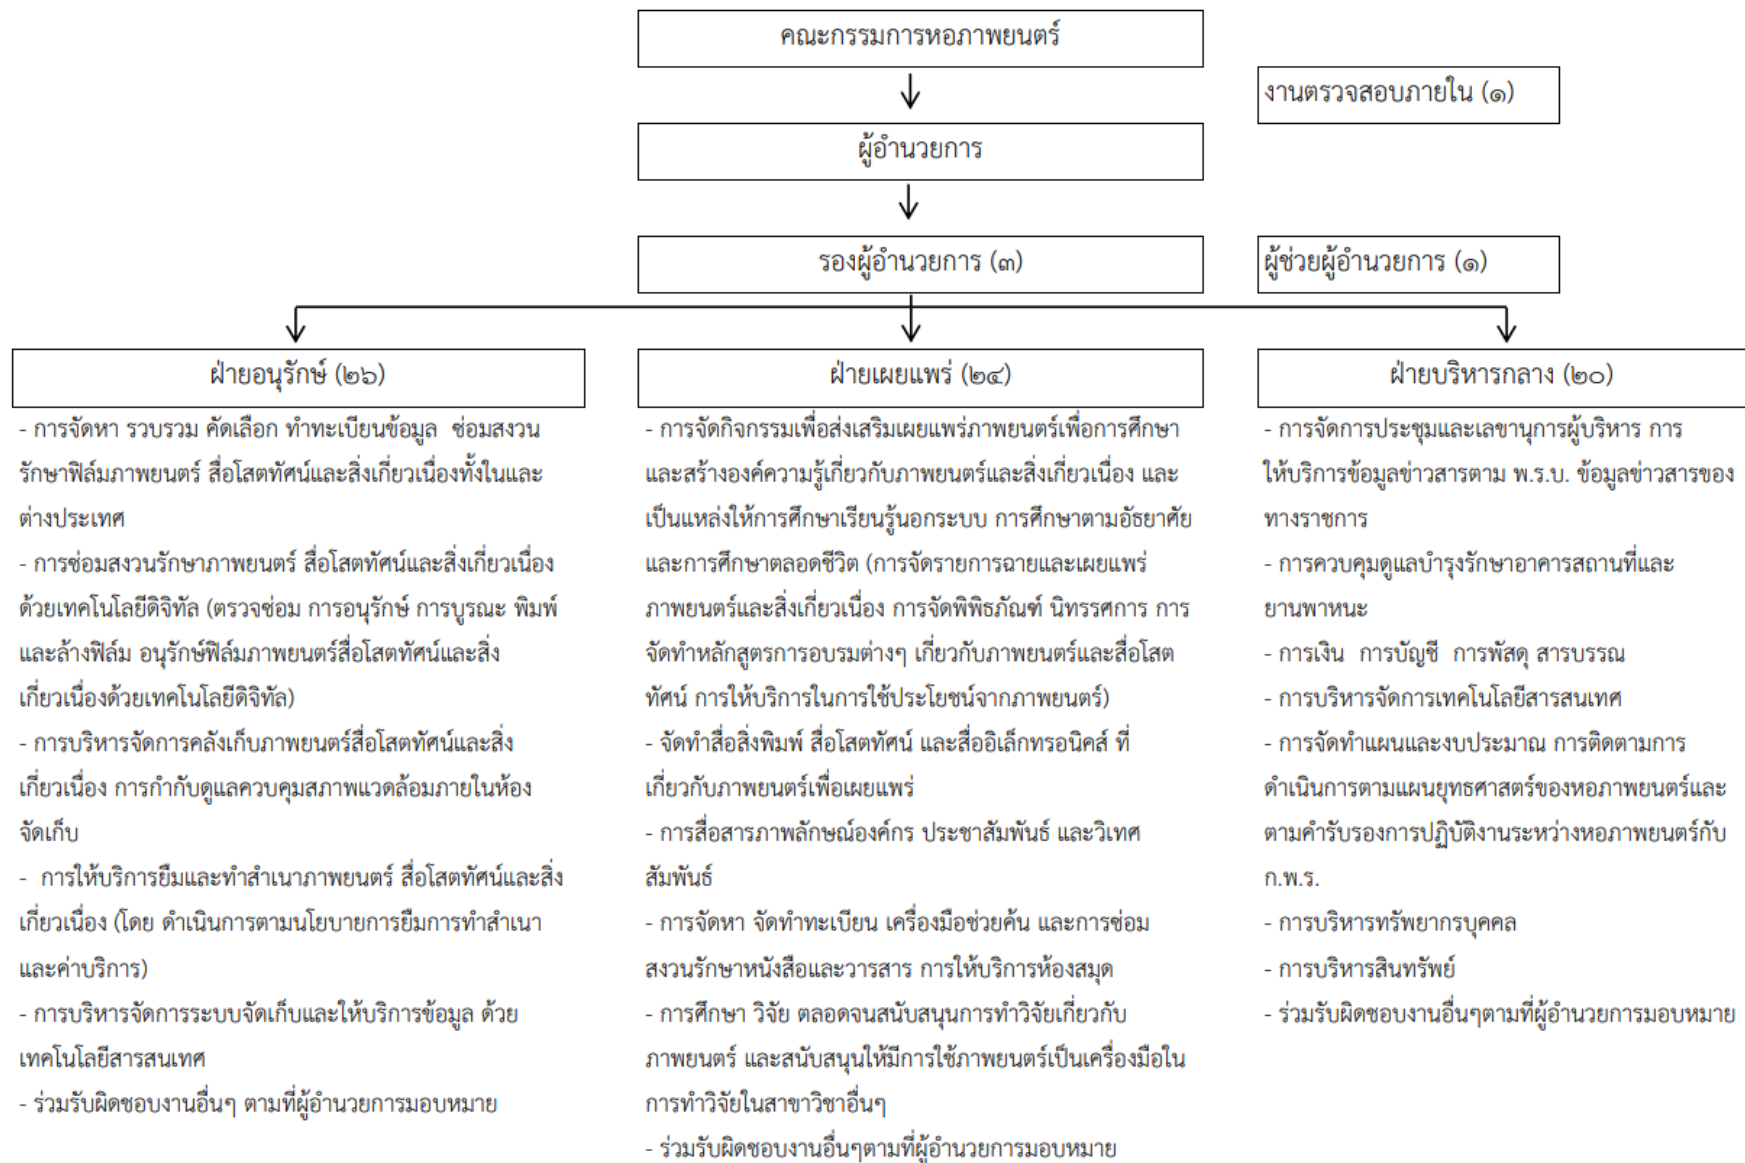 คณะกรรมการหอภาพยนตร์
งานตรวจสอบภายใน (๑)
ผู้อำนวยการ
รองผู้อำนวยการ (๓)
ผู้ช่วยผู้อำนวยการ (๑)
ฝ่ายอนุรักษ์ (๒๖)
- การจัดหา รวบรวม คัดเลือก ทำทะเบียนข้อมูล ซ่อมสงวน
รักษาฟิล์มภาพยนตร์ สื่อโสตทัศน์และสิ่งเกี่ยวเนื่องทั้งในและ
ต่างประเทศ
- การซ่อมสงวนรักษาภาพยนตร์ สื่อโสตทัศน์และสิ่งเกี่ยวเนื่อง
ด้วยเทคโนโลยีดิจิทัล (ตรวจซ่อม การอนุรักษ์ การบูรณะ พิมพ์
และล้างฟิล์ม อนุรักษ์ฟิล์มภาพยนตร์สื่อโสตทัศน์และสิ่ง
เกี่ยวเนื่องด้วยเทคโนโลยีดิจิทัล)
- การบริหารจัดการคลังเก็บภาพยนตร์สื่อโสตทัศน์และสิ่ง
เกี่ยวเนื่อง การกำกับดูแลควบคุมสภาพแวดล้อมภายในห้อง
จัดเก็บ
- การให้บริการยืมและทำสำเนาภาพยนตร์ สื่อโสตทัศน์และสิ่ง
เกี่ยวเนื่อง (โดย ดำเนินการตามนโยบายการยืมการทำสำเนา
และค่าบริการ)
- การบริหารจัดการระบบจัดเก็บและให้บริการข้อมูล ด้วย
เทคโนโลยีสารสนเทศ
- ร่วมรับผิดชอบงานอื่นๆ ตามที่ผู้อำนวยการมอบหมาย
ฝ่ายเผยแพร่ (๒๔)
- การจัดกิจกรรมเพื่อส่งเสริมเผยแพร่ภาพยนตร์เพื่อการศึกษา
และสร้างองค์ความรู้เกี่ยวกับภาพยนตร์และสิ่งเกี่ยวเนื่อง และ
เป็นแหล่งให้การศึกษาเรียนรู้นอกระบบ การศึกษาตามอัธยาศัย
และการศึกษาตลอดชีวิต (การจัดรายการฉายและเผยแพร่
ภาพยนตร์และสิ่งเกี่ยวเนื่อง การจัดพิพิธภัณฑ์ นิทรรศการ การ
จัดทำหลักสูตรการอบรมต่างๆ เกี่ยวกับภาพยนตร์และสื่อโสต
ทัศน์ การให้บริการในการใช้ประโยชน์จากภาพยนตร์)
- จัดทำสื่อสิ่งพิมพ์ สื่อโสตทัศน์ และสื่ออิเล็กทรอนิคส์ ที่
เกี่ยวกับภาพยนตร์เพื่อเผยแพร่
- การสื่อสารภาพลักษณ์องค์กร ประชาสัมพันธ์ และวิเทศ
สัมพันธ์
- การจัดหา จัดทำทะเบียน เครื่องมือช่วยค้น และการซ่อม
สงวนรักษาหนังสือและวารสาร การให้บริการห้องสมุด
- การศึกษา วิจัย ตลอดจนสนับสนุนการทำวิจัยเกี่ยวกับ
ภาพยนตร์ และสนับสนุนให้มีการใช้ภาพยนตร์เป็นเครื่องมือใน
การทำวิจัยในสาขาวิชาอื่นๆ
- ร่วมรับผิดชอบงานอื่นๆตามที่ผู้อำนวยการมอบหมาย
ฝ่ายบริหารกลาง (๒๐)
- การจัดการประชุมและเลขานุการผู้บริหาร การ
ให้บริการข้อมูลข่าวสารตาม พ.ร.บ. ข้อมูลข่าวสารของ
ทางราชการ
- การควบคุมดูแลบำรุงรักษาอาคารสถานที่และ
ยานพาหนะ
- การเงิน การบัญชี การพัสดุ สารบรรณ
- การบริหารจัดการเทคโนโลยีสารสนเทศ
- การจัดทำแผนและงบประมาณ การติดตามการ
ดำเนินการตามแผนยุทธศาสตร์ของหอภาพยนตร์และ
ตามคำรับรองการปฏิบัติงานระหว่างหอภาพยนตร์กับ
ก.พ.ร.
- การบริหารทรัพยากรบุคคล
- การบริหารสินทรัพย์
- ร่วมรับผิดชอบงานอื่นๆตามที่ผู้อำนวยการมอบหมาย